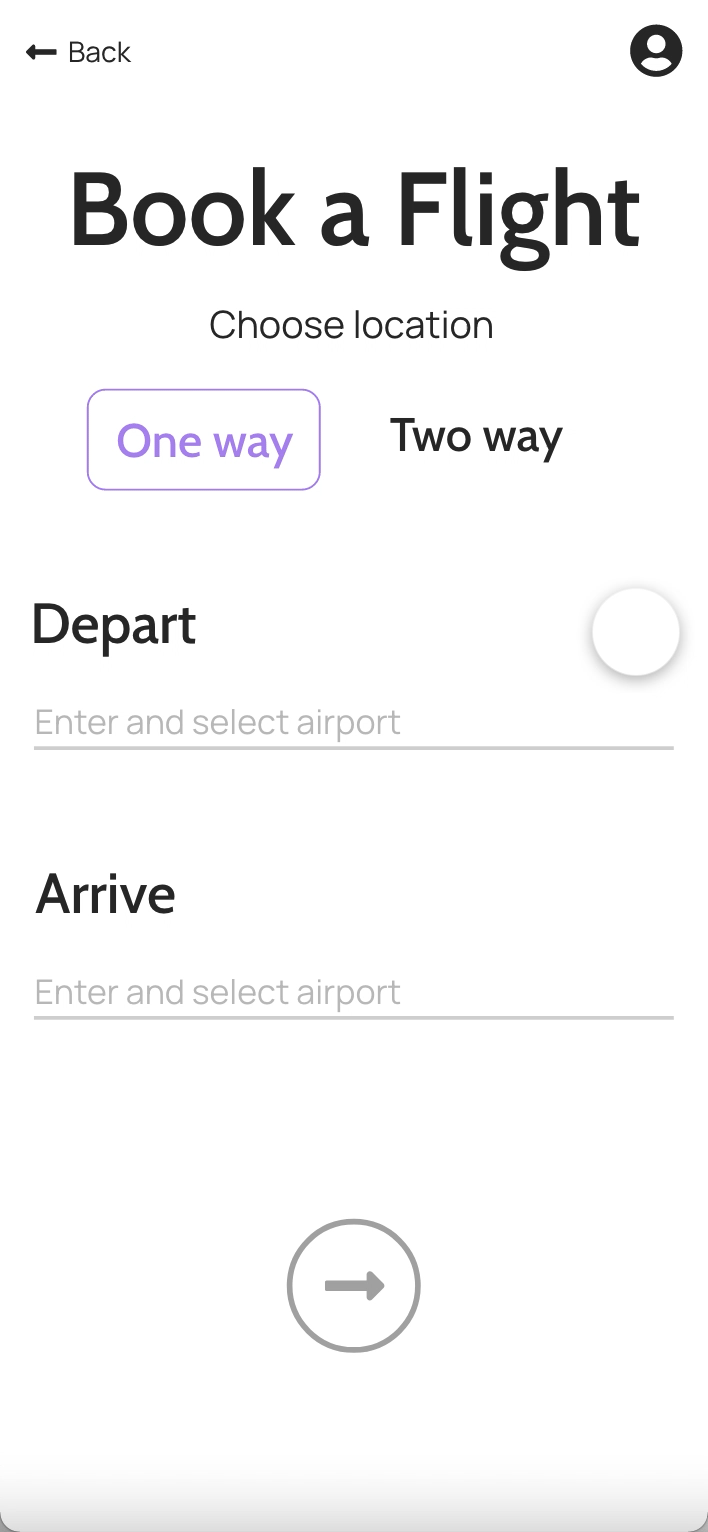 Back
Book a Flight
Choose location
One way
Two way
Depart
Enter and select airport
Arrive
Enter and select airport